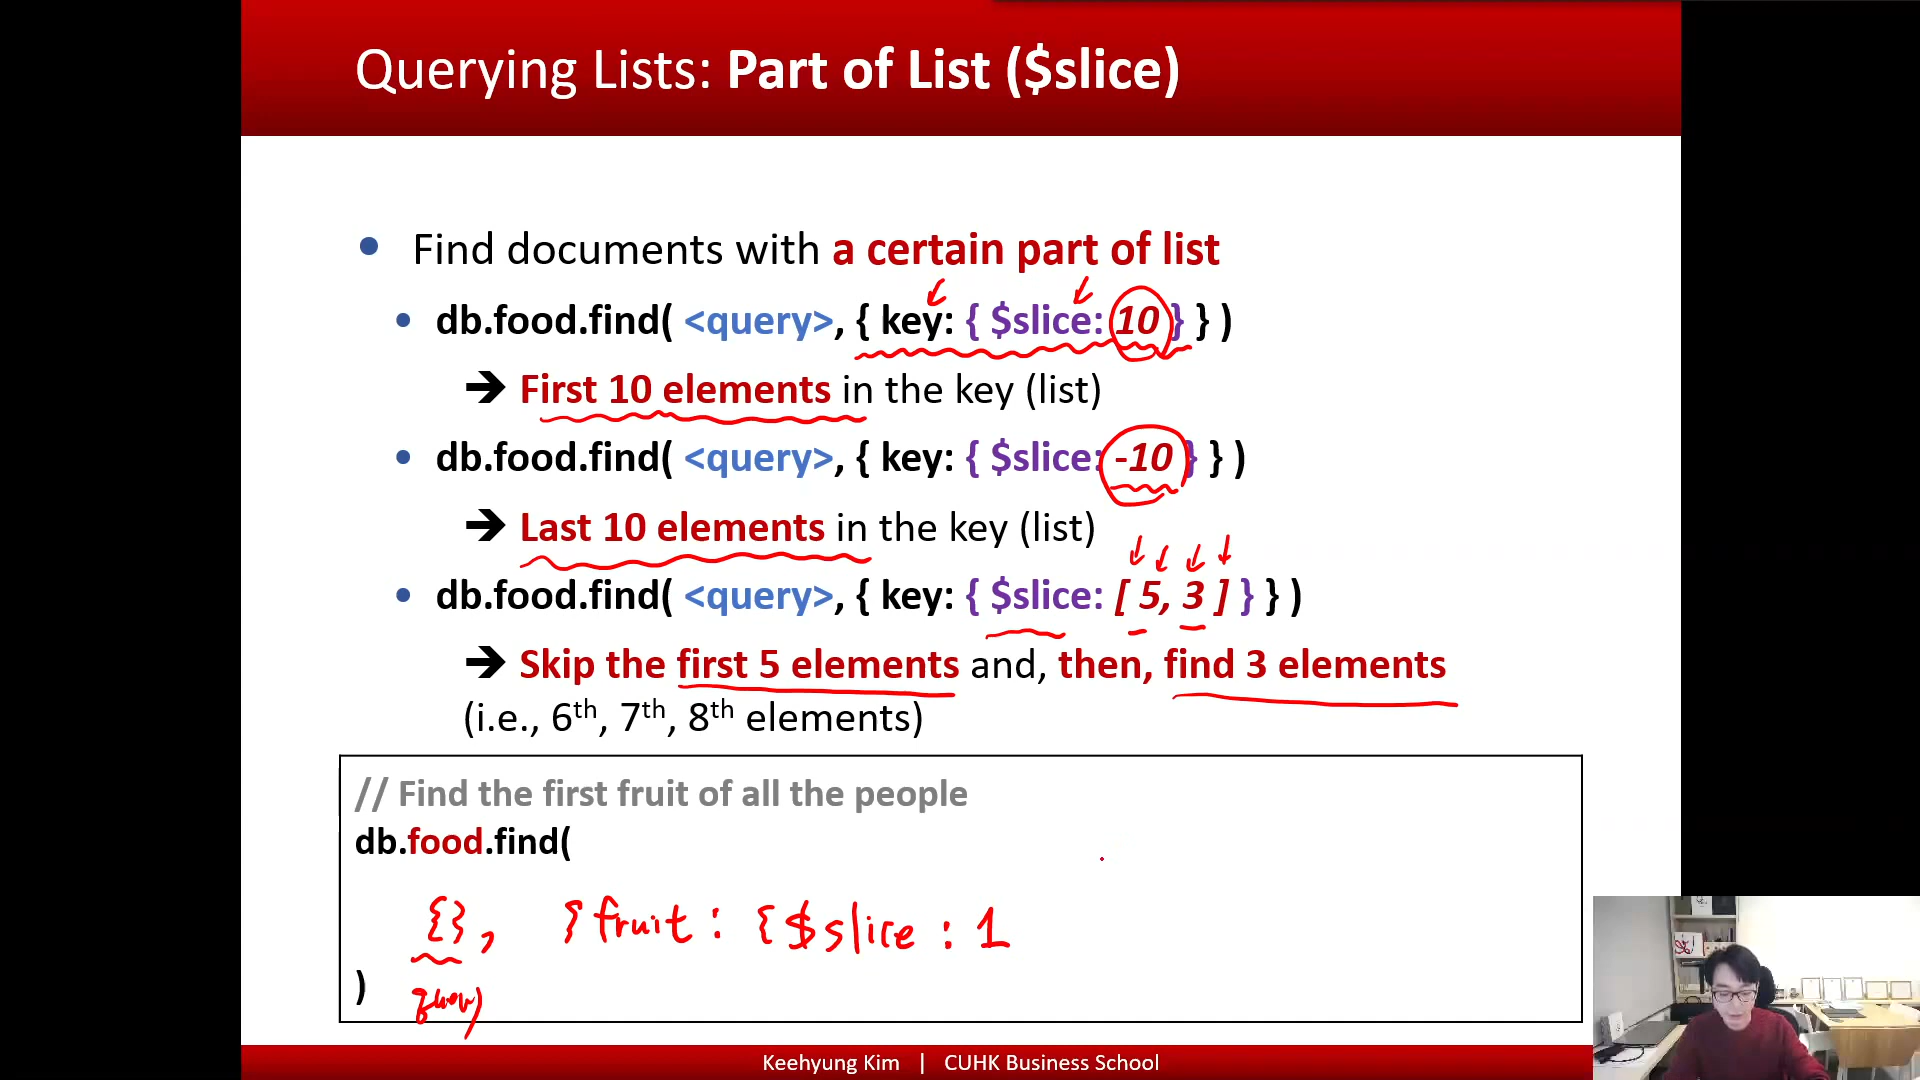 Querying Lists: Part of List ($slice)
• Find documents with a certain part of list
• db.food.find( <query>, { key: { $slice: 10 } } )
➔ First 10 elements in the key (list)
• db.food.find( <query>, { key: { $slice: -10 } } )
➔ Last 10 elements in the key (list)
• db.food.find( <query>, { key: { $slice: [ 5, 3 ] } } )
➔ Skip the first 5 elements and, then, find 3 elements
(i.e., 6th, 7th, 8th elements)
// Find the first fruit of all the people
db.food.find(
{}, { fruit : { $slice : 1
)
query
Keehyung Kim | CUHK Business School